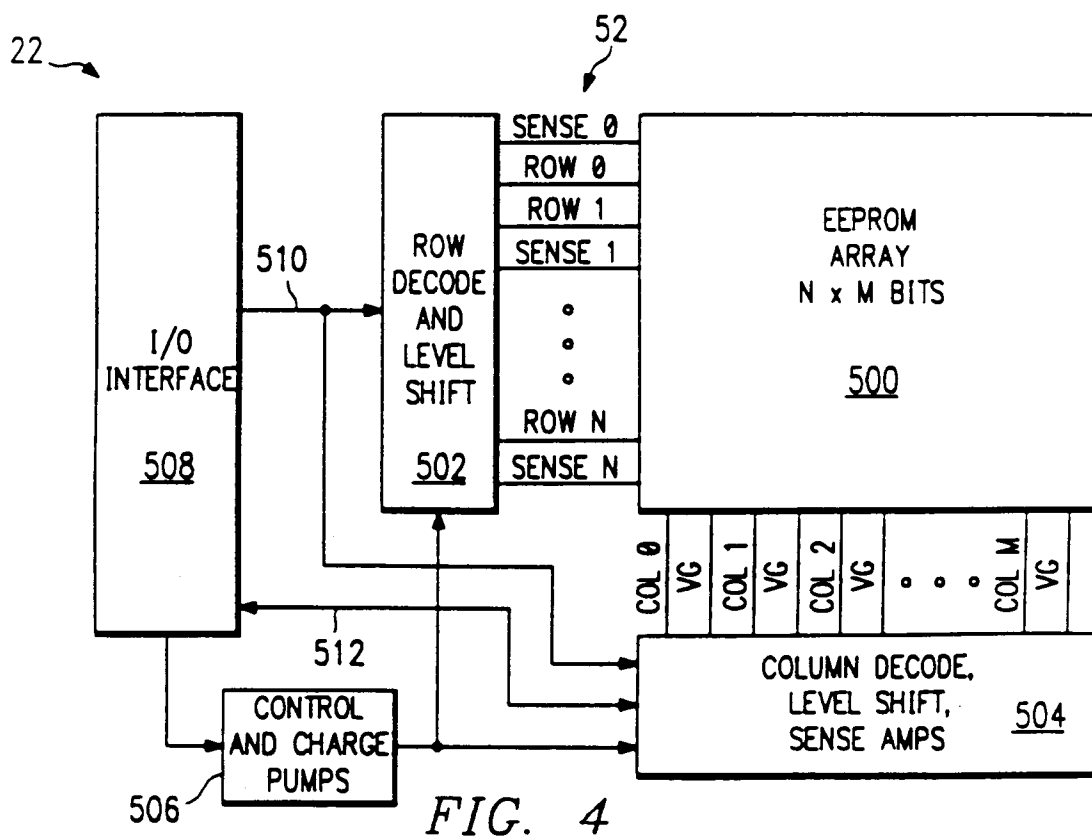 22
52
SENSE 0
ROW 0
ROW 1
SENSE 1
ROW N
SENSE N
510
I/O
INTERFACE
508
ROW
DECODE
AND
LEVEL
SHIFT
502
EEPROM
ARRAY
N x M BITS
500
COL 0
VG
COL 1
VG
COL 2
VG
COL M
VG
512
CONTROL
AND CHARGE
PUMPS
506
COLUMN DECODE,
LEVEL SHIFT,
SENSE AMPS
504
FIG. 4